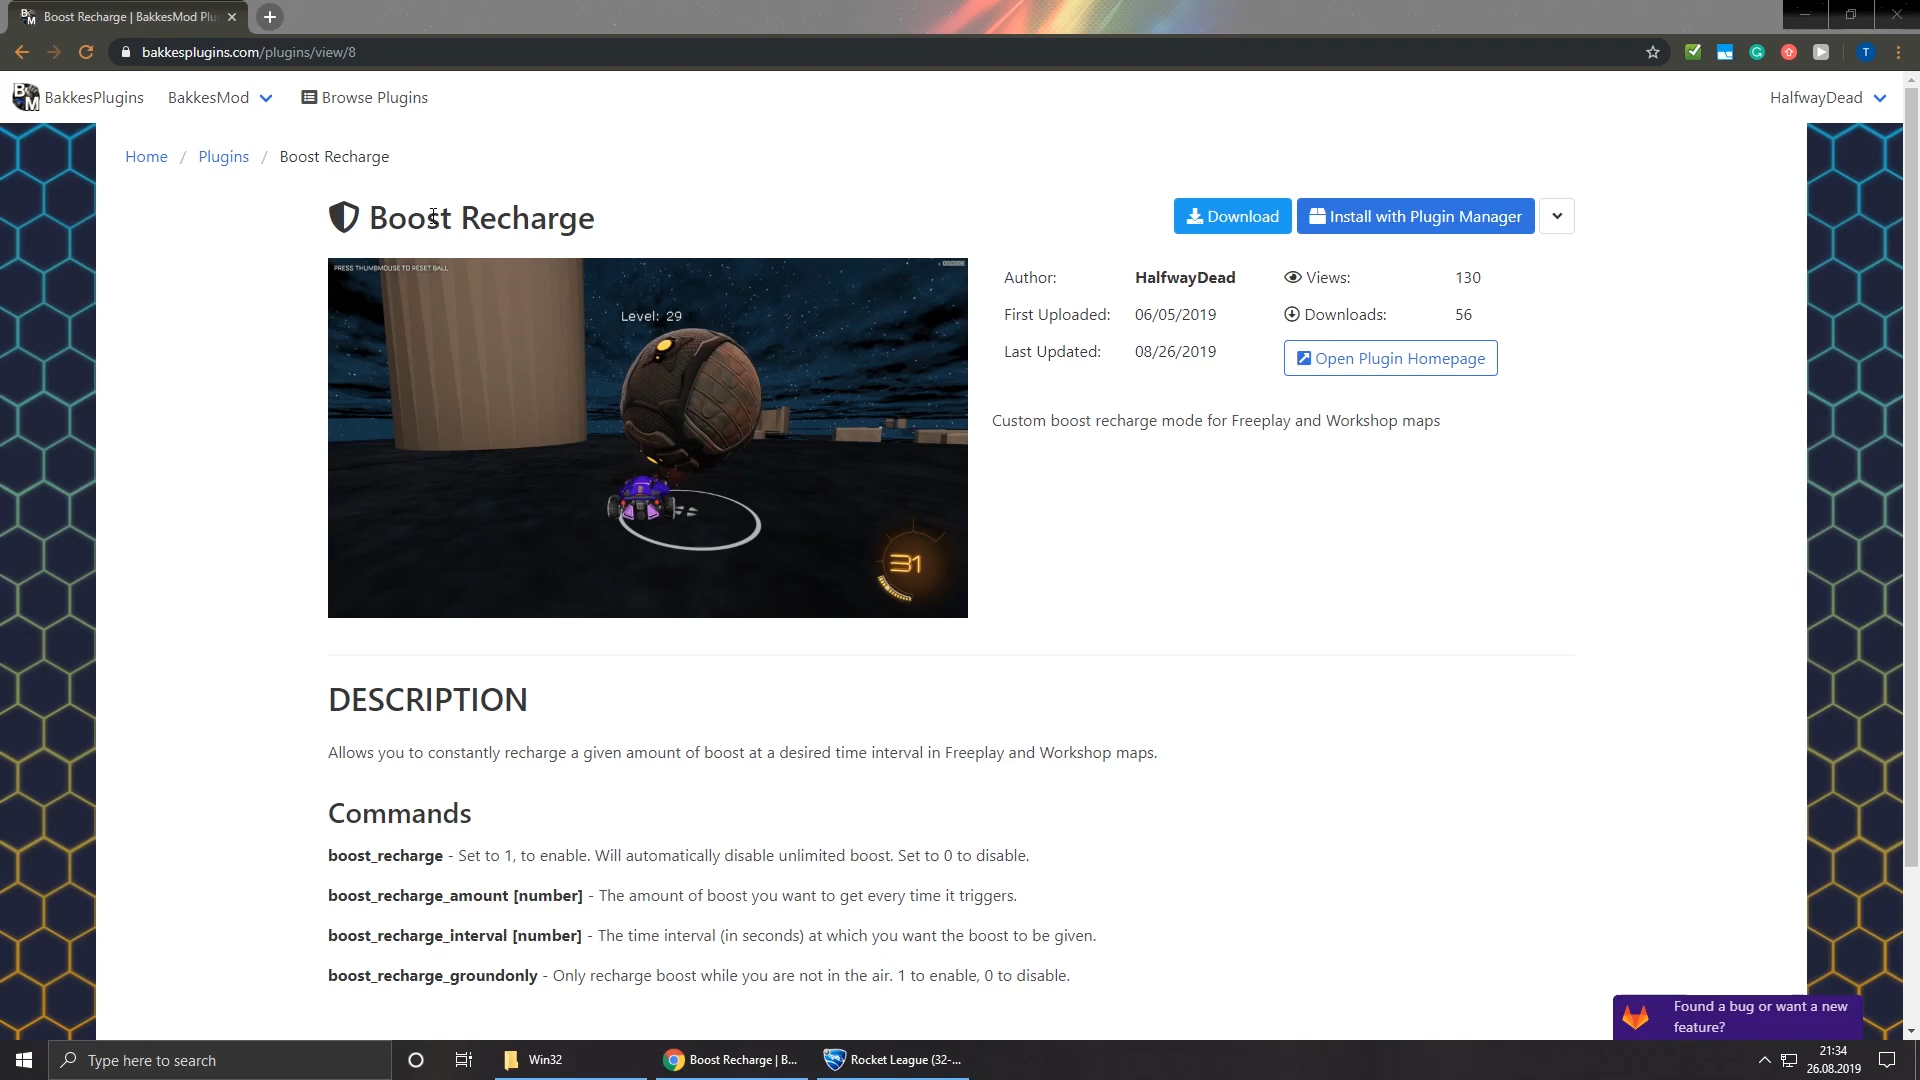 Boost Recharge | BakkesMod Plu
bakkesplugins.com/plugins/view/8
T
BM BakkesPlugins BakkesMod Browse Plugins HalfwayDead
Home / Plugins / Boost Recharge
Boost Recharge
Download Install with Plugin Manager
PRESS THUMBMOUSE TO RESET BALL
Level: 29
31
Author: HalfwayDead Views: 130
First Uploaded: 06/05/2019 Downloads: 56
Last Updated: 08/26/2019 Open Plugin Homepage
Custom boost recharge mode for Freeplay and Workshop maps
DESCRIPTION
Allows you to constantly recharge a given amount of boost at a desired time interval in Freeplay and Workshop maps.
Commands
boost_recharge - Set to 1, to enable. Will automatically disable unlimited boost. Set to 0 to disable.
boost_recharge_amount [number] - The amount of boost you want to get every time it triggers.
boost_recharge_interval [number] - The time interval (in seconds) at which you want the boost to be given.
boost_recharge_groundonly - Only recharge boost while you are not in the air. 1 to enable, 0 to disable.
Found a bug or want a new
feature?
Type here to search Win32 Boost Recharge | B... Rocket League (32-...
21:34
26.08.2019